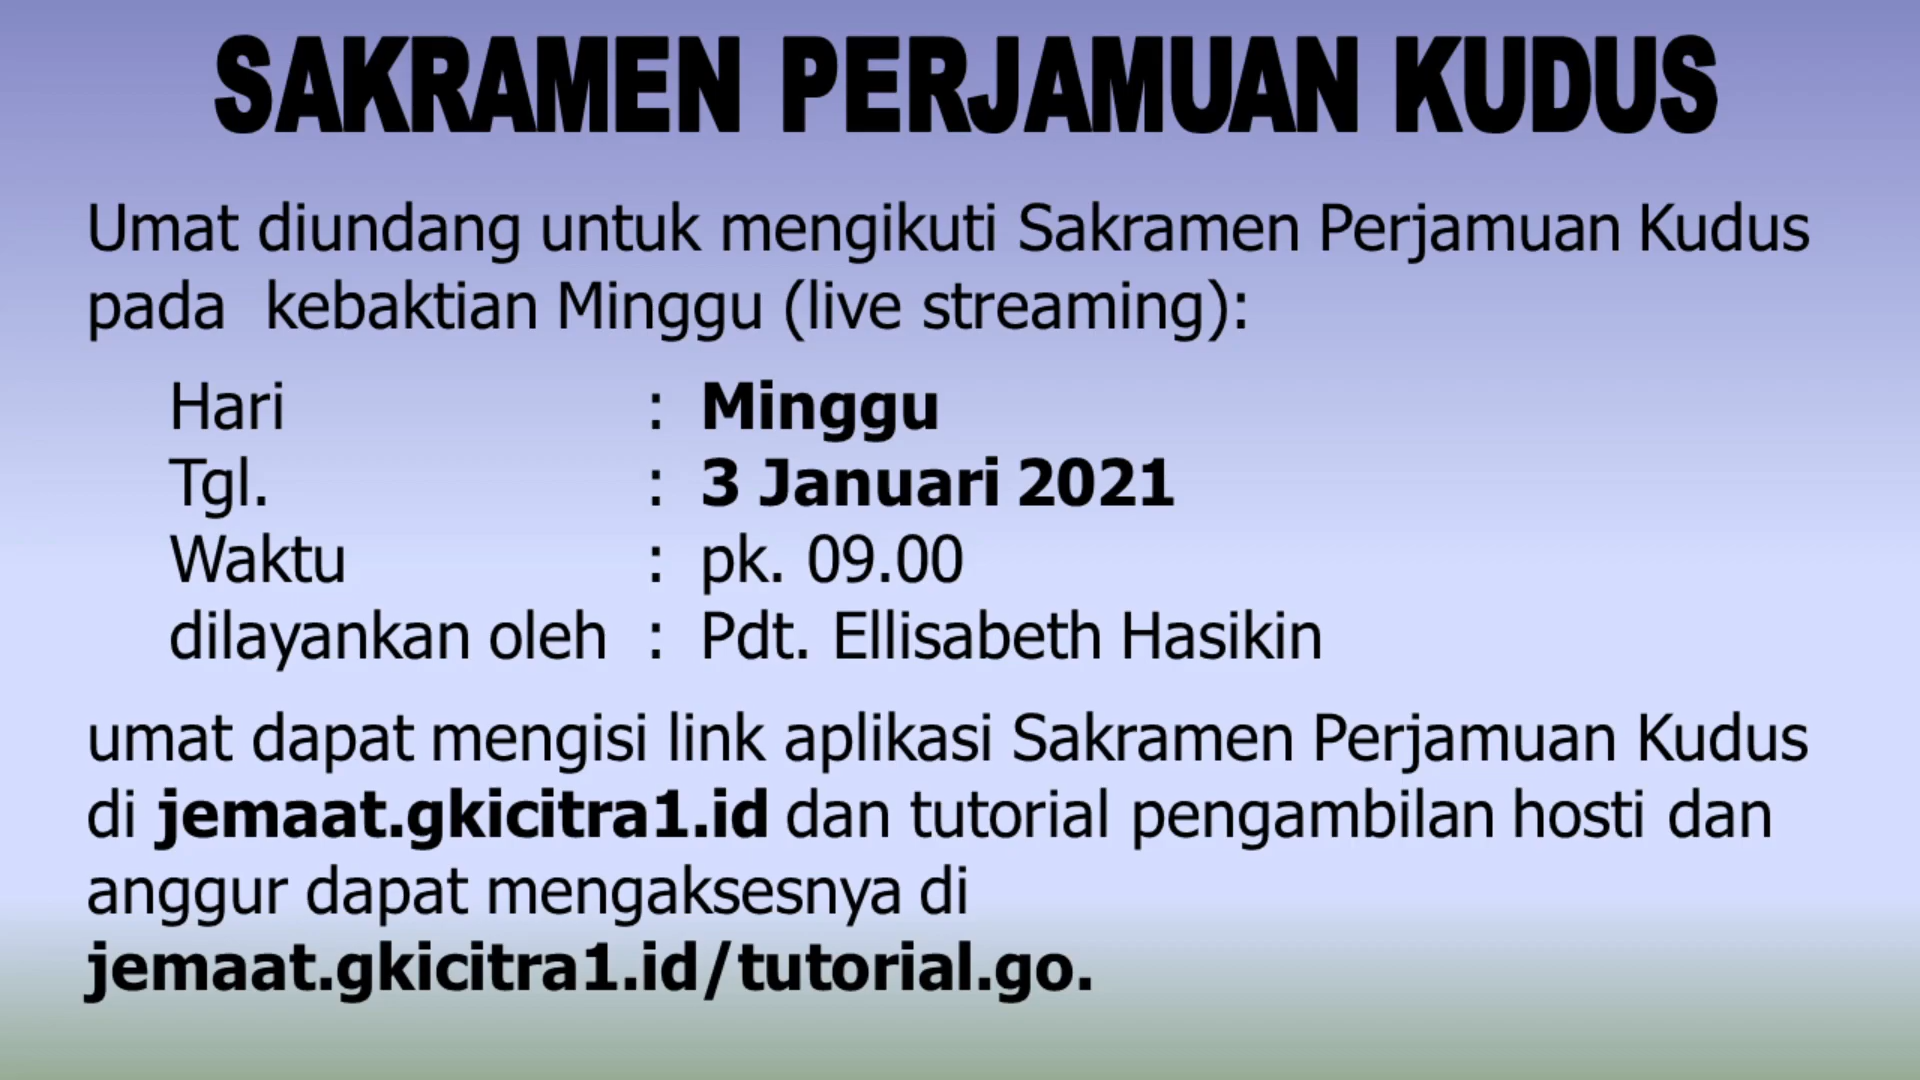 SAKRAMEN PERJAMUAN KUDUS
Umat diundang untuk mengikuti Sakramen Perjamuan Kudus
pada kebaktian Minggu (live streaming):
Hari : Minggu
Tgl. : 3 Januari 2021
Waktu : pk. 09.00
dilayankan oleh : Pdt. Ellisabeth Hasikin
umat dapat mengisi link aplikasi Sakramen Perjamuan Kudus
di jemaat.gkicitra1.id dan tutorial pengambilan hosti dan
anggur dapat mengaksesnya di
jemaat.gkicitra1.id/tutorial.go.